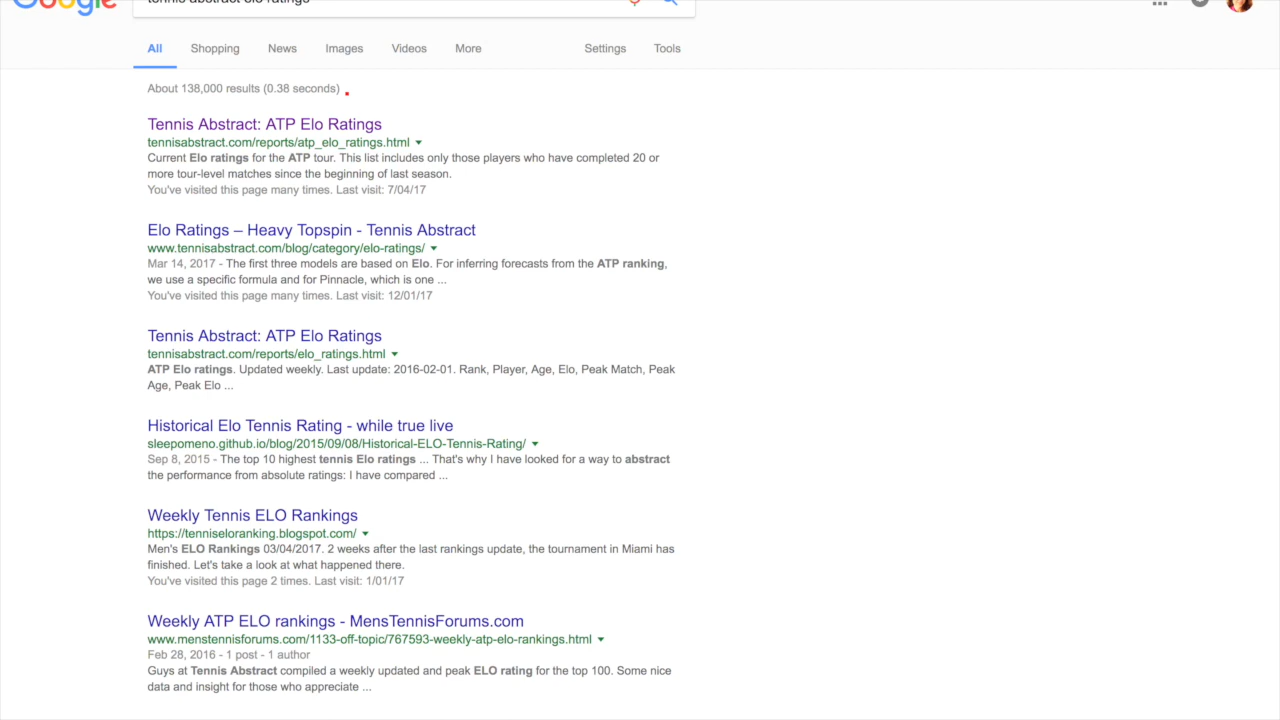 Google
tennis abstract elo ratings
All Shopping News Images Videos More Settings Tools
About 138,000 results (0.38 seconds)
Tennis Abstract: ATP Elo Ratings
tennisabstract.com/reports/atp_elo_ratings.html
Current Elo ratings for the ATP tour. This list includes only those players who have completed 20 or
more tour-level matches since the beginning of last season.
You've visited this page many times. Last visit: 7/04/17
Elo Ratings – Heavy Topspin - Tennis Abstract
www.tennisabstract.com/blog/category/elo-ratings/
Mar 14, 2017 - The first three models are based on Elo. For inferring forecasts from the ATP ranking,
we use a specific formula and for Pinnacle, which is one ...
You've visited this page many times. Last visit: 12/01/17
Tennis Abstract: ATP Elo Ratings
tennisabstract.com/reports/elo_ratings.html
ATP Elo ratings. Updated weekly. Last update: 2016-02-01. Rank, Player, Age, Elo, Peak Match, Peak
Age, Peak Elo ...
Historical Elo Tennis Rating - while true live
sleepomeno.github.io/blog/2015/09/08/Historical-ELO-Tennis-Rating/
Sep 8, 2015 - The top 10 highest tennis Elo ratings ... That's why I have looked for a way to abstract
the performance from absolute ratings: I have compared ...
Weekly Tennis ELO Rankings
https://tenniseloranking.blogspot.com/
Men's ELO Rankings 03/04/2017. 2 weeks after the last rankings update, the tournament in Miami has
finished. Let's take a look at what happened there.
You've visited this page 2 times. Last visit: 1/01/17
Weekly ATP ELO rankings - MensTennisForums.com
www.menstennisforums.com/1133-off-topic/767593-weekly-atp-elo-rankings.html
Feb 28, 2016 - 1 post - 1 author
Guys at Tennis Abstract compiled a weekly updated and peak ELO rating for the top 100. Some nice
data and insight for those who appreciate ...